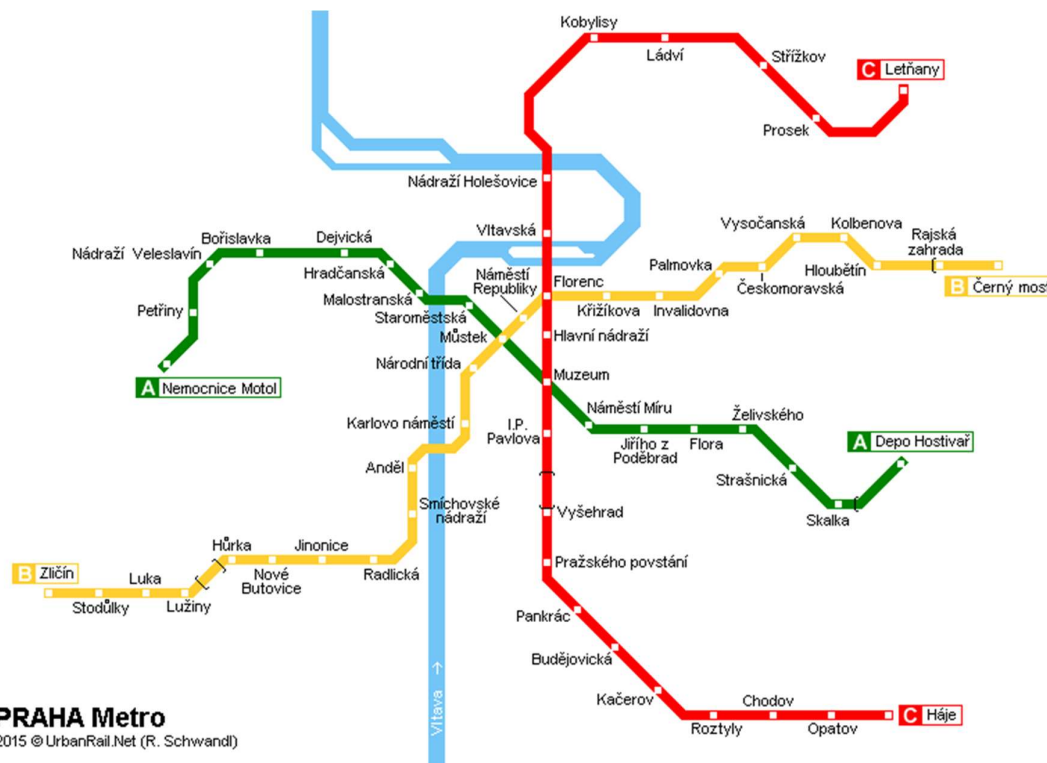 Kobylisy
Ládví
Střížkov
C Letňany
Prosek
Nádraží Holešovice
Vltavská
Vysočanská
Kolbenova
Rajská
zahrada
Bořislavka
Dejvická
Nádraží Veleslavín
Hradčanská
Náměstí
Republiky
Florenc
Palmovka
Hloubětín
Českomoravská
B Černý most
Petřiny
Malostranská
Staroměstská
Křižíkova
Invalidovna
Můstek
Hlavní nádraží
Národní třída
A Nemocnice Motol
Muzeum
Karlovo náměstí
I.P.
Pavlova
Náměstí Míru
Želivského
Jiřího z
Poděbrad
Flora
A Depo Hostivař
Anděl
Strašnická
Smíchovské
nádraží
Vyšehrad
Skalka
Hůrka
Jinonice
B Zličín
Luka
Nové
Butovice
Radlická
Pražského povstání
Stodůlky
Lužiny
Pankrác
Budějovická
Kačerov
Vltava →
Chodov
C Háje
Roztyly
Opatov
PRAHA Metro
2015 © UrbanRail.Net (R. Schwandl)